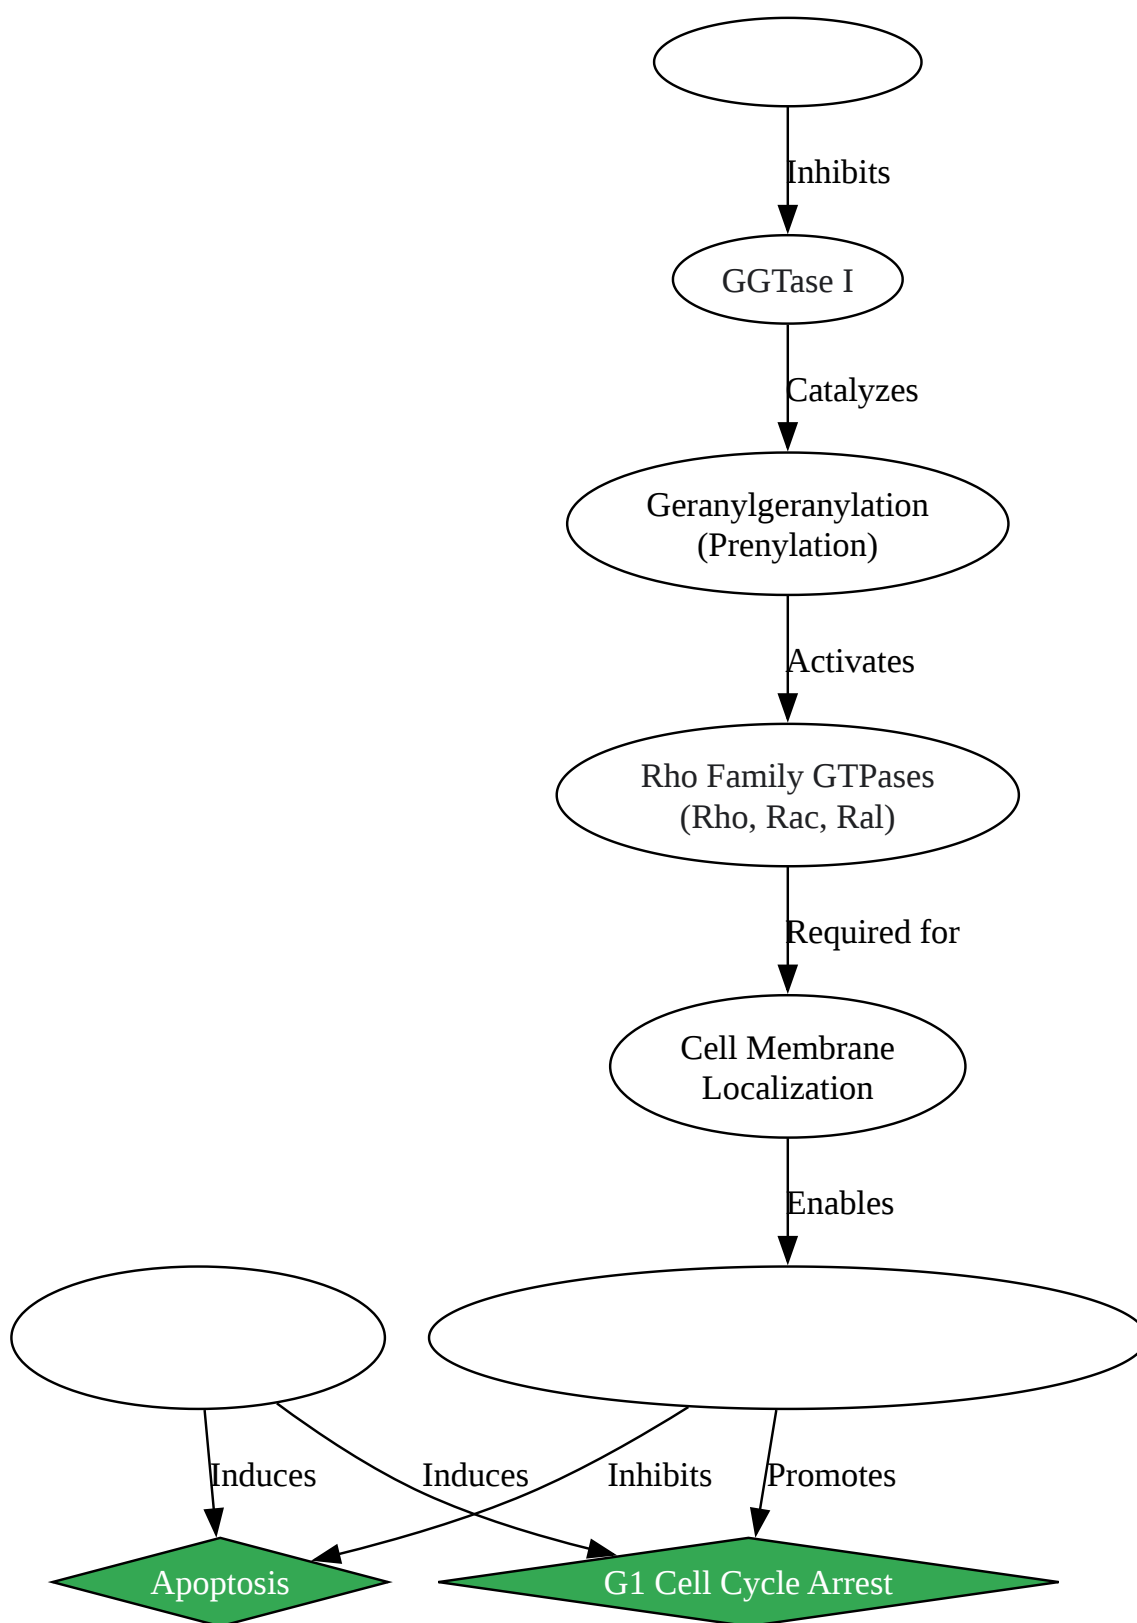 Inhibits
GGTase I
Catalyzes
Geranylgeranylation
(Prenylation)
Activates
Rho Family GTPases
(Rho, Rac, Ral)
Required for
Cell Membrane
Localization
Enables
Induces
Induces
Inhibits
Promotes
Apoptosis
G1 Cell Cycle Arrest